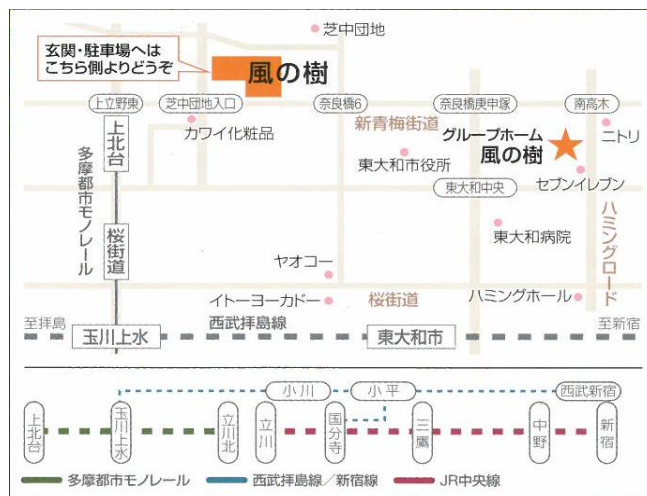 芝中団地
玄関・駐車場へは
こちら側よりどうぞ
風の樹
上立野東
芝中団地入口
奈良橋6
奈良橋庚申塚
南高木
上北台
カワイ化粧品
新青梅街道
グループホーム
風の樹
ニトリ
多摩都市モノレール
東大和市役所
セブンイレブン
東大和中央
桜街道
東大和病院
ハミングロード
ヤオコー
イトーヨーカドー
桜街道
ハミングホール
至拝島
西武拝島線
至新宿
玉川上水
東大和市
小川
小平
西武新宿
上北台
玉川上水
立川北
立川
国分寺
三鷹
中野
新宿
多摩都市モノレール
西武拝島線/新宿線
JR中央線